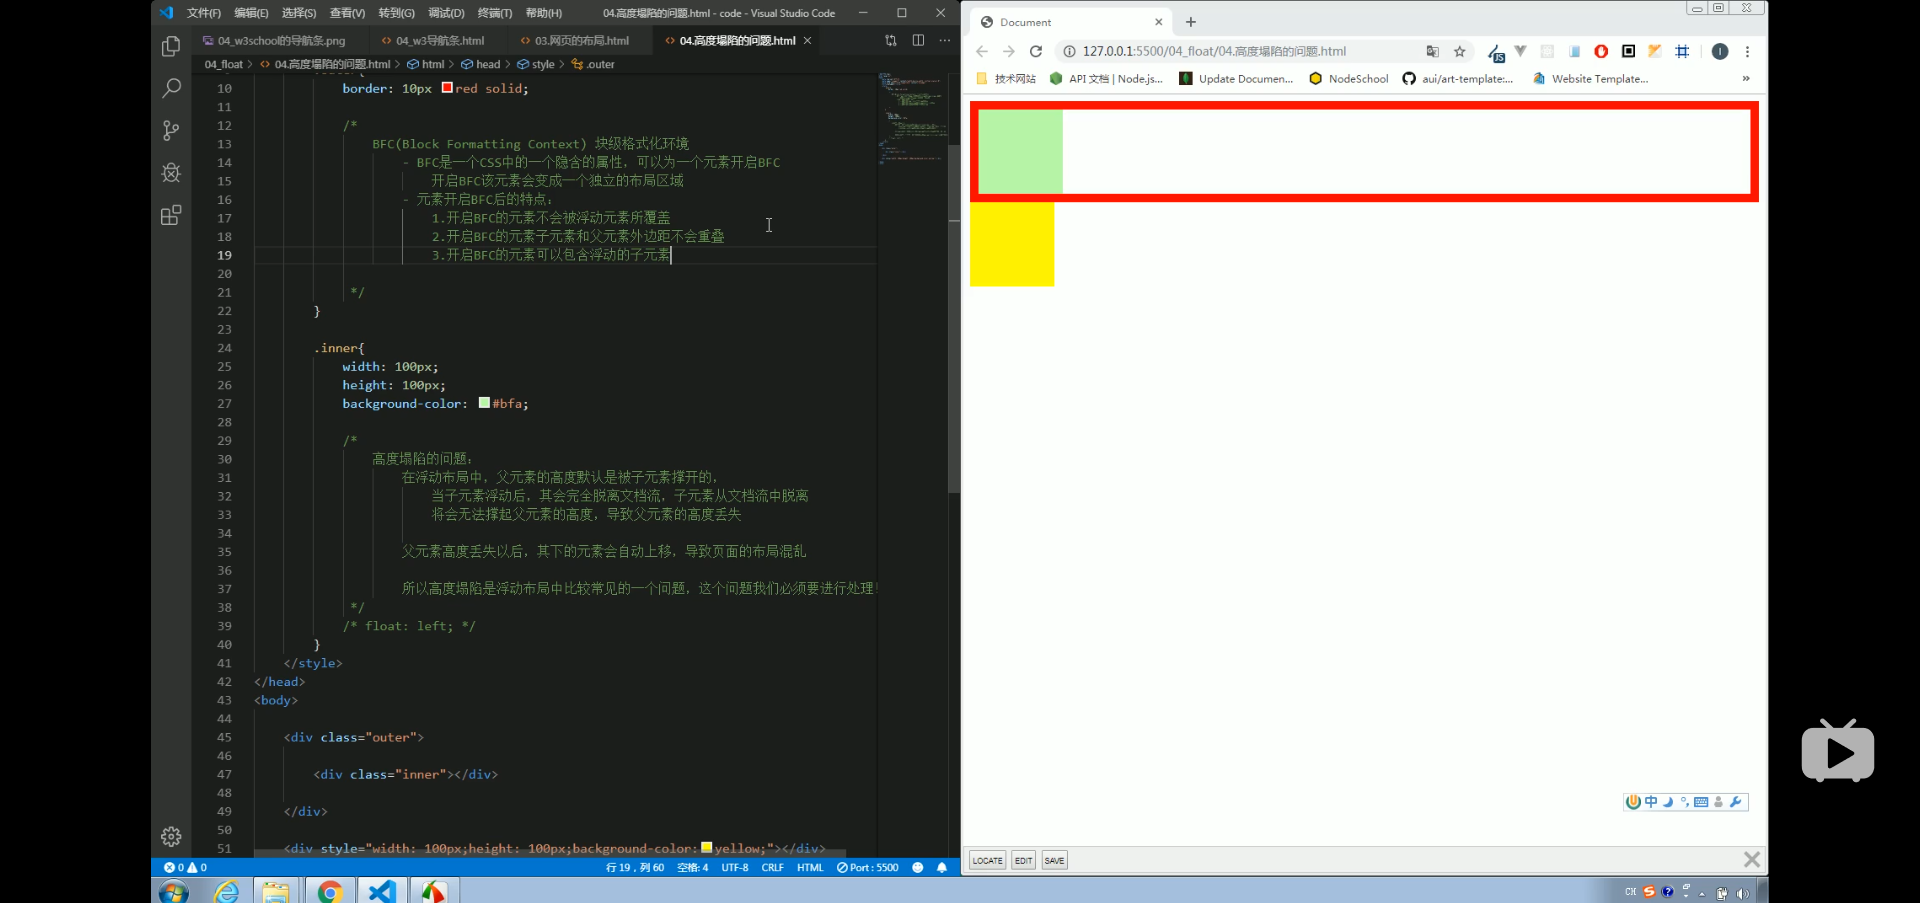 文件(F) 编辑(E) 选择(S) 查看(V) 转到(G) 调试(D) 终端(T) 帮助(H) 04.高度塌陷的问题.html - code - Visual Studio Code
04_w3school的导航条.png 04_w3导航条.html 03.网页的布局.html 04.高度塌陷的问题.html
04_float > 04.高度塌陷的问题.html > html > head > style > .outer
10 border: 10px red solid;
11
12 /*
13 BFC(Block Formatting Context) 块级格式化环境
14 - BFC是一个CSS中的一个隐含的属性，可以为一个元素开启BFC
15 开启BFC该元素会变成一个独立的布局区域
16 - 元素开启BFC后的特点：
17 1.开启BFC的元素不会被浮动元素所覆盖
18 2.开启BFC的元素子元素和父元素外边距不会重叠
19 3.开启BFC的元素可以包含浮动的子元素
20
21 */
22 }
23
24 .inner{
25 width: 100px;
26 height: 100px;
27 background-color: #bfa;
28
29 /*
30 高度塌陷的问题：
31 在浮动布局中，父元素的高度默认是被子元素撑开的，
32 当子元素浮动后，其会完全脱离文档流，子元素从文档流中脱离
33 将会无法撑起父元素的高度，导致父元素的高度丢失
34
35 父元素高度丢失以后，其下的元素会自动上移，导致页面的布局混乱
36
37 所以高度塌陷是浮动布局中比较常见的一个问题，这个问题我们必须要进行处理！
38 */
39 /* float: left; */
40 }
41 </style>
42 </head>
43 <body>
44
45 <div class="outer">
46
47 <div class="inner"></div>
48
49 </div>
50
51 <div style="width: 100px;height: 100px;background-color: yellow;"></div>
0 0 行 19，列 60 空格: 4 UTF-8 CRLF HTML Port : 5500
Document
127.0.0.1:5500/04_float/04.高度塌陷的问题.html
技术网站 API 文档 | Node.js... Update Documen... NodeSchool aui/art-template:... Website Template... »
中
LOCATE EDIT SAVE
CH